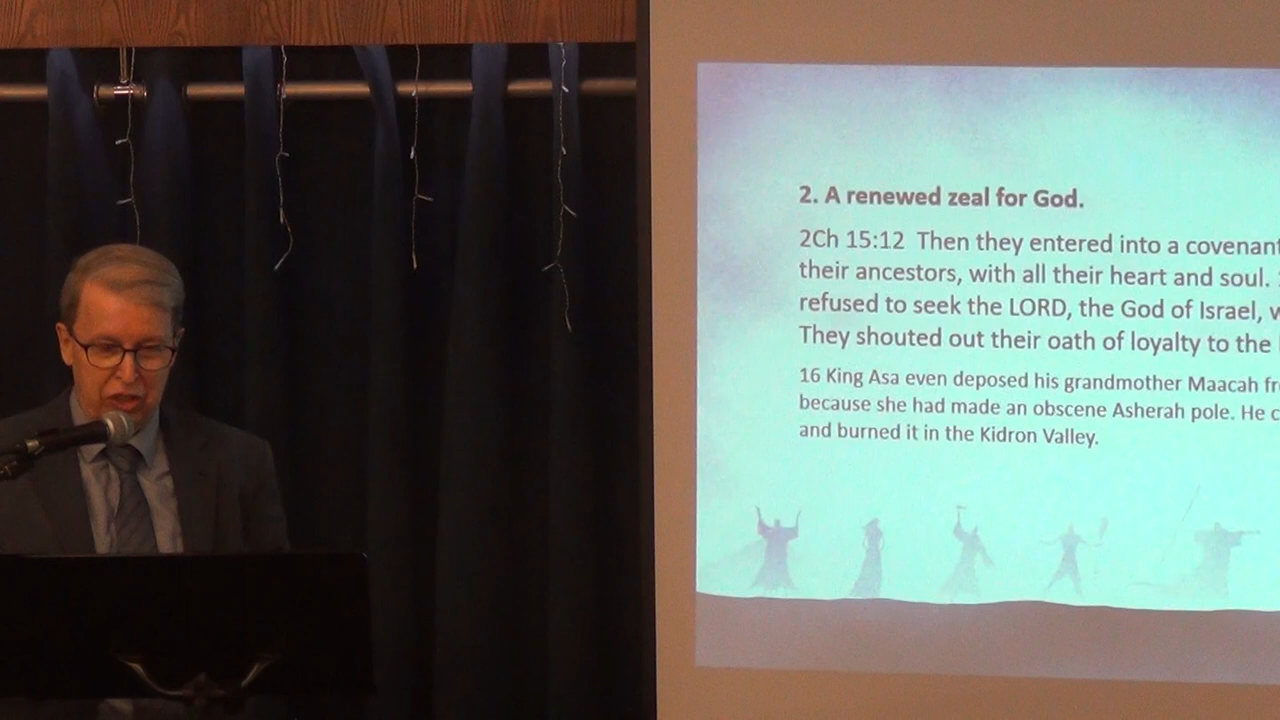 2. A renewed zeal for God.
2Ch 15:12 Then they entered into a covenant
their ancestors, with all their heart and soul.
refused to seek the LORD, the God of Israel, w
They shouted out their oath of loyalty to the
16 King Asa even deposed his grandmother Maacah fr
because she had made an obscene Asherah pole. He c
and burned it in the Kidron Valley.